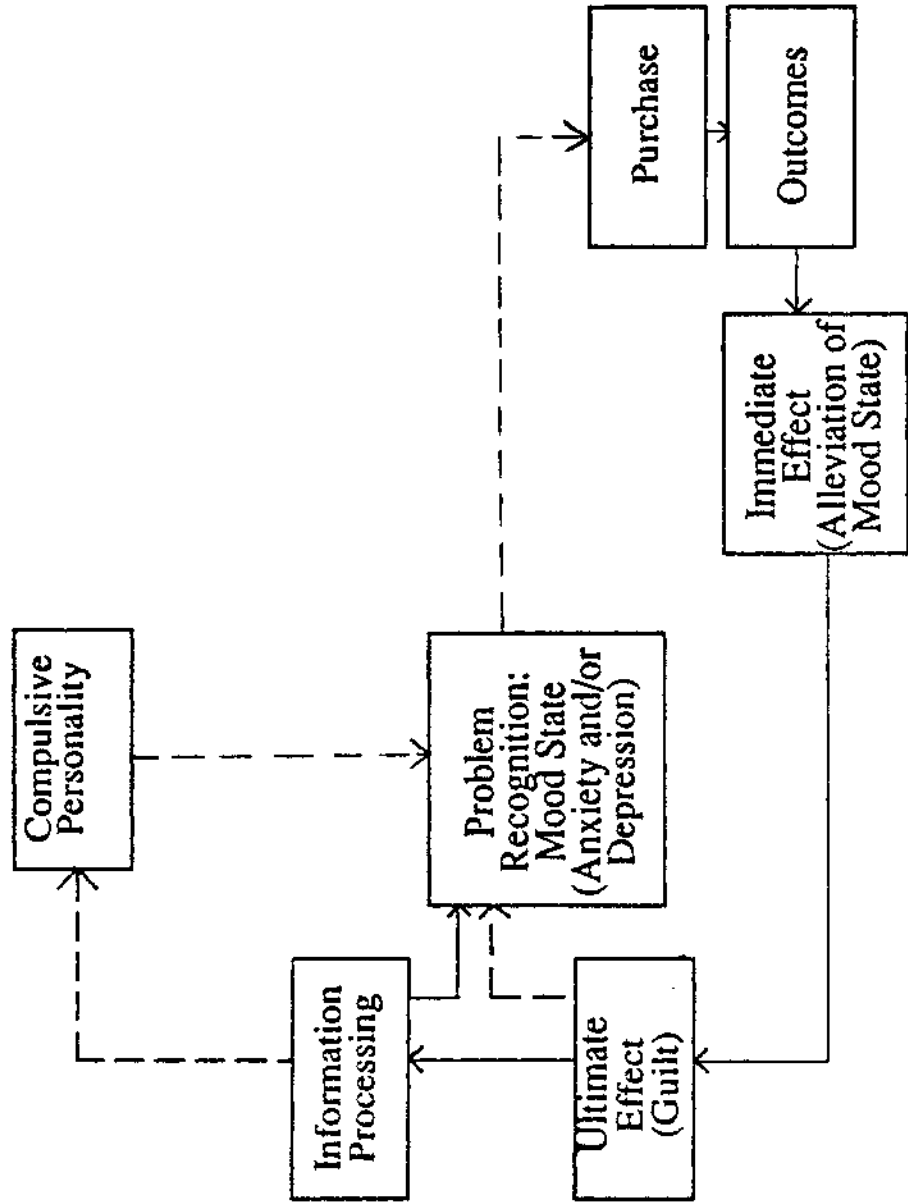 Compulsive
Personality
Information
Processing
Problem
Recognition:
Mood State
(Anxiety and/or
Depression)
Ultimate
Effect
(Guilt)
Purchase
Outcomes
Immediate
Effect
(Alleviation of
Mood State)